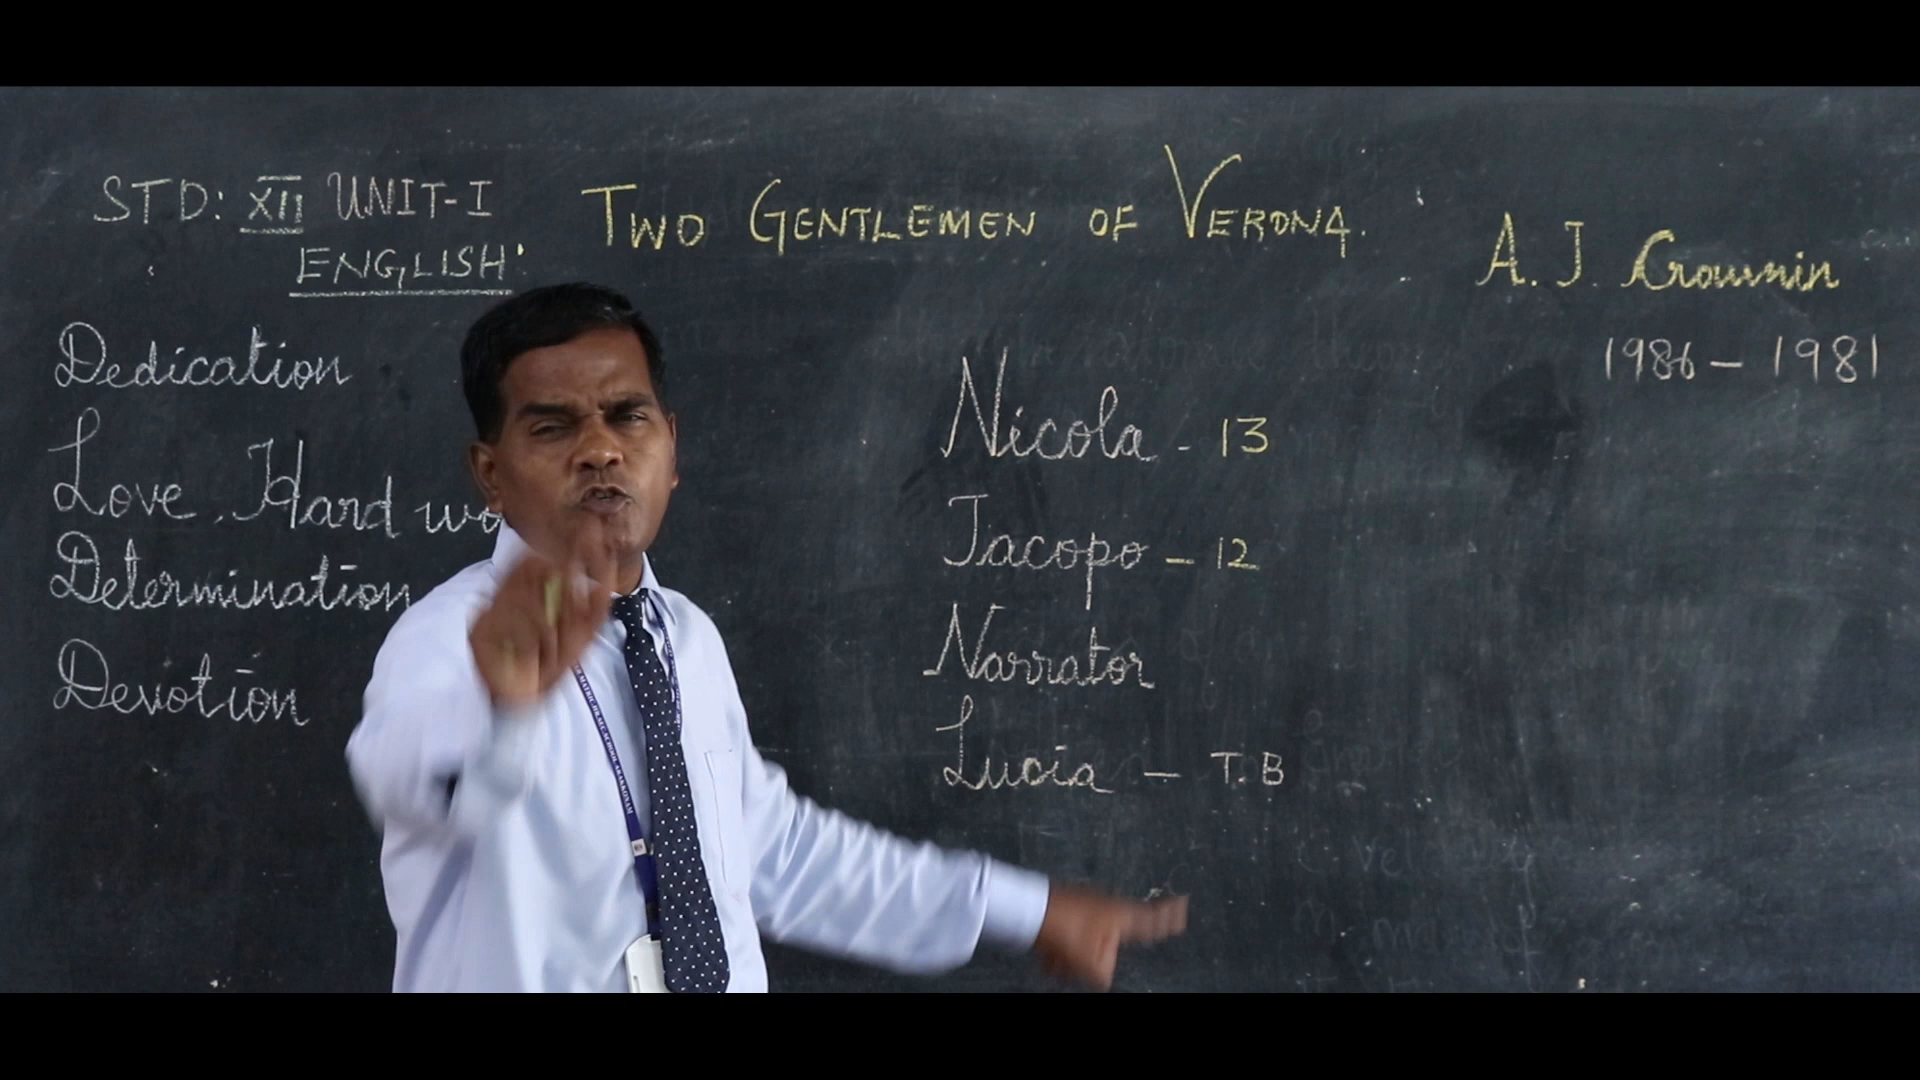 STD: XII UNIT-I
ENGLISH
TWO GENTLEMEN OF VERONA.
A. J. Crownin
1986 – 1981
Dedication
Love, Hard wo
Determination
Devotion
Nicola - 13
Jacopo – 12
Narrator
Lucia – T.B